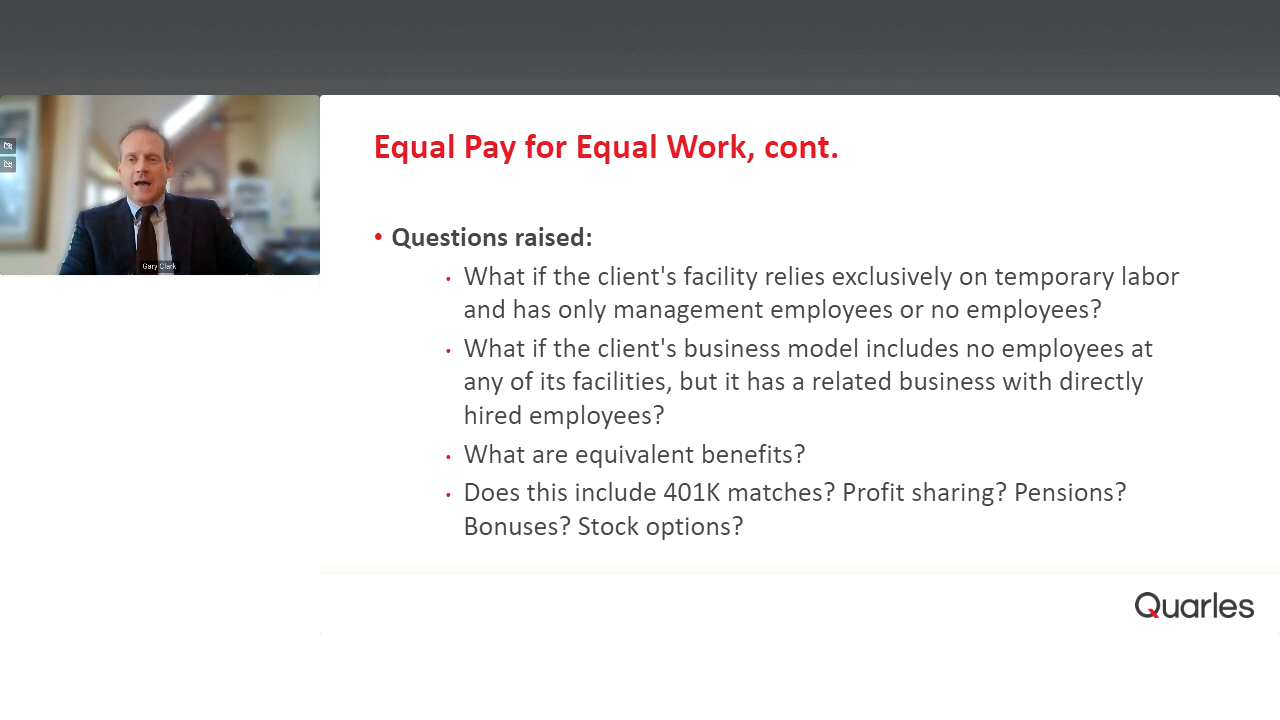 Gary Clark
Equal Pay for Equal Work, cont.
• Questions raised:
• What if the client's facility relies exclusively on temporary labor
and has only management employees or no employees?
• What if the client's business model includes no employees at
any of its facilities, but it has a related business with directly
hired employees?
• What are equivalent benefits?
• Does this include 401K matches? Profit sharing? Pensions?
Bonuses? Stock options?
Quarles